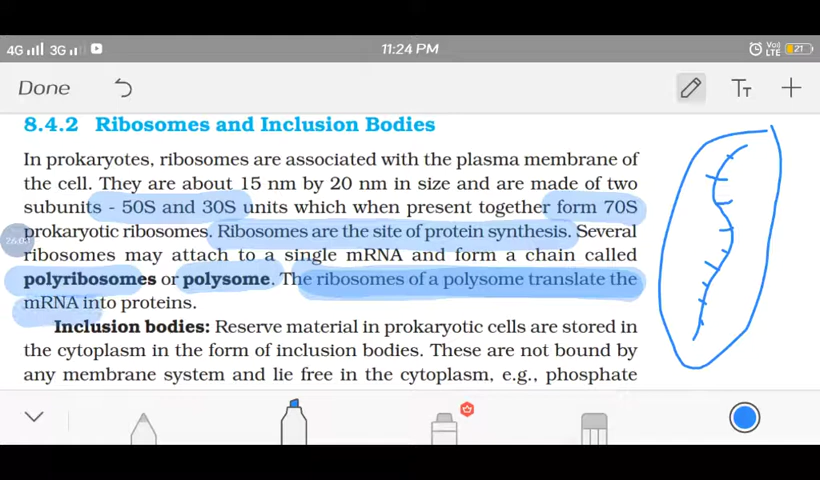 4G 3G 11:24 PM Vo) LTE 21
Done
8.4.2 Ribosomes and Inclusion Bodies
In prokaryotes, ribosomes are associated with the plasma membrane of
the cell. They are about 15 nm by 20 nm in size and are made of two
subunits - 50S and 30S units which when present together form 70S
prokaryotic ribosomes. Ribosomes are the site of protein synthesis. Several
ribosomes may attach to a single mRNA and form a chain called
polyribosomes or polysome. The ribosomes of a polysome translate the
mRNA into proteins.
Inclusion bodies: Reserve material in prokaryotic cells are stored in
the cytoplasm in the form of inclusion bodies. These are not bound by
any membrane system and lie free in the cytoplasm, e.g., phosphate